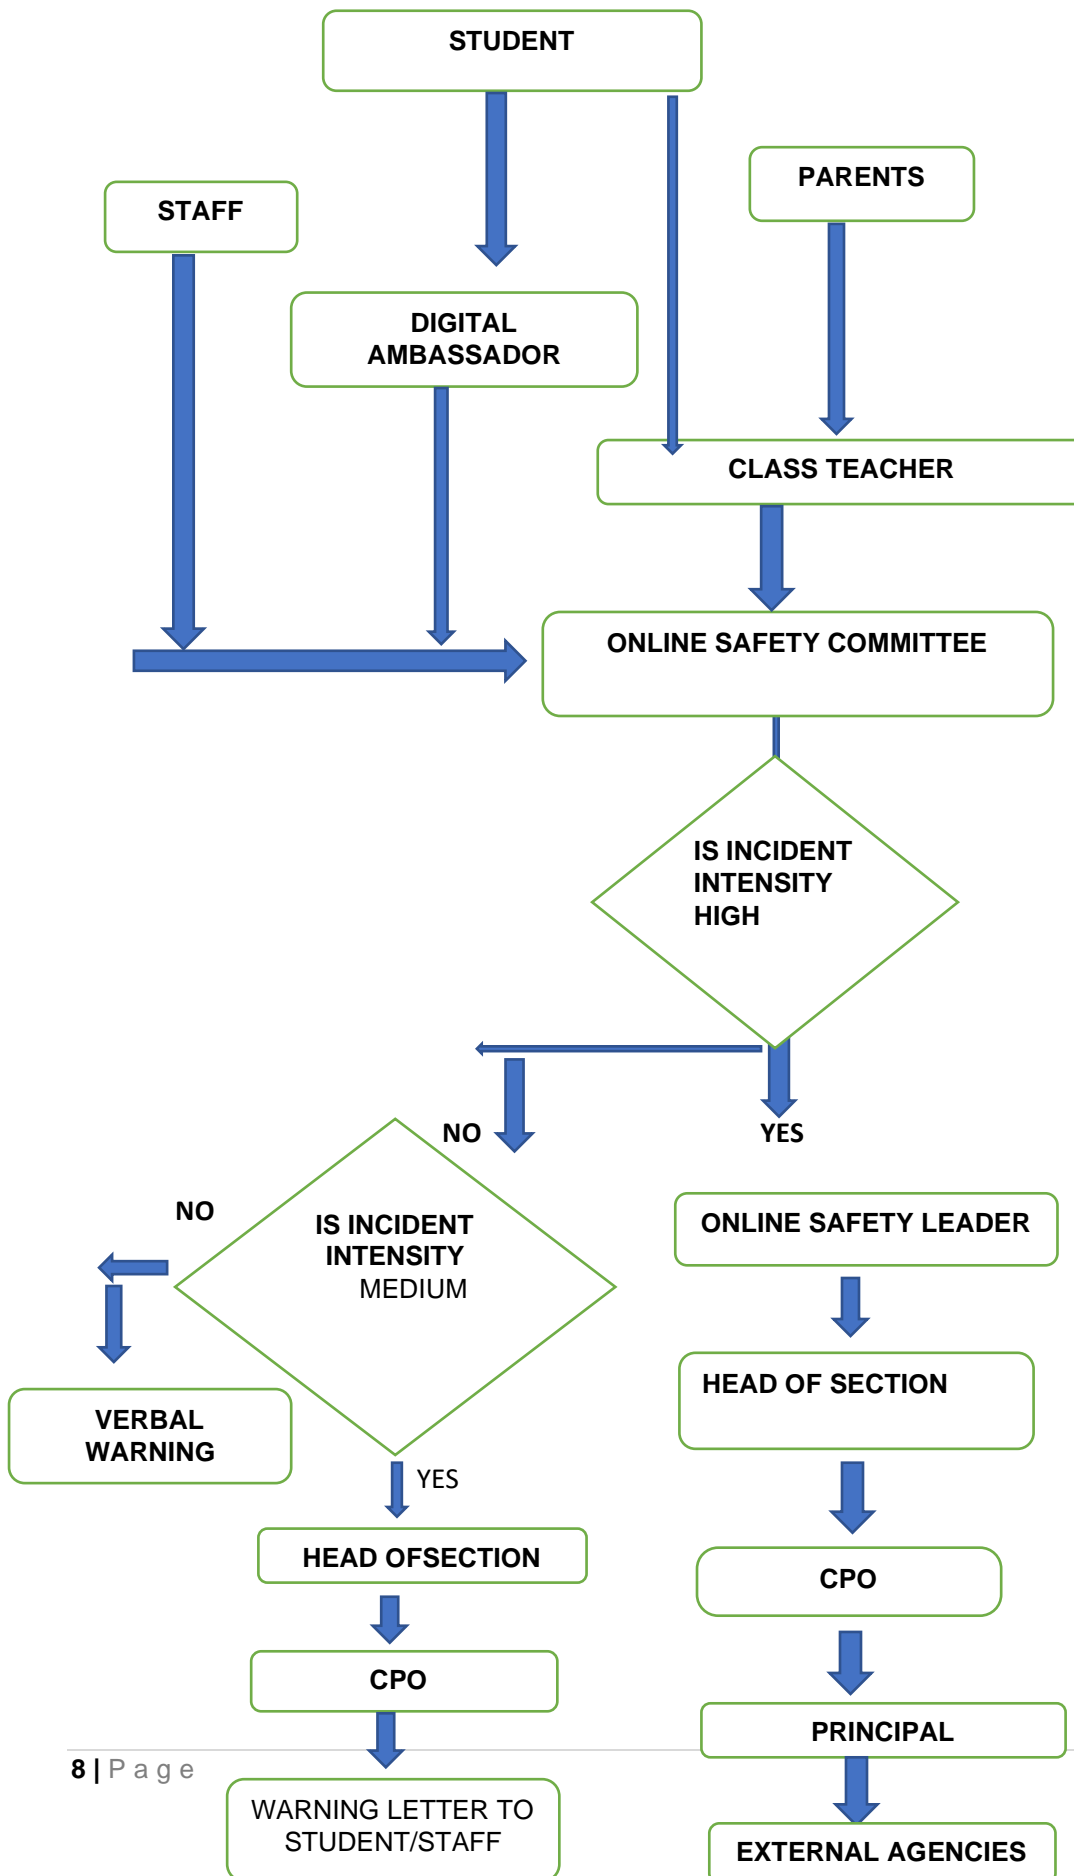 STUDENT
PARENTS
STAFF
DIGITAL
AMBASSADOR
CLASS TEACHER
ONLINE SAFETY COMMITTEE
IS INCIDENT
INTENSITY
HIGH
NO
YES
NO
IS INCIDENT
INTENSITY
MEDIUM
ONLINE SAFETY LEADER
HEAD OF SECTION
VERBAL
WARNING
YES
HEAD OFSECTION
CPO
CPO
PRINCIPAL
8 | P a g e
WARNING LETTER TO
STUDENT/STAFF
EXTERNAL AGENCIES